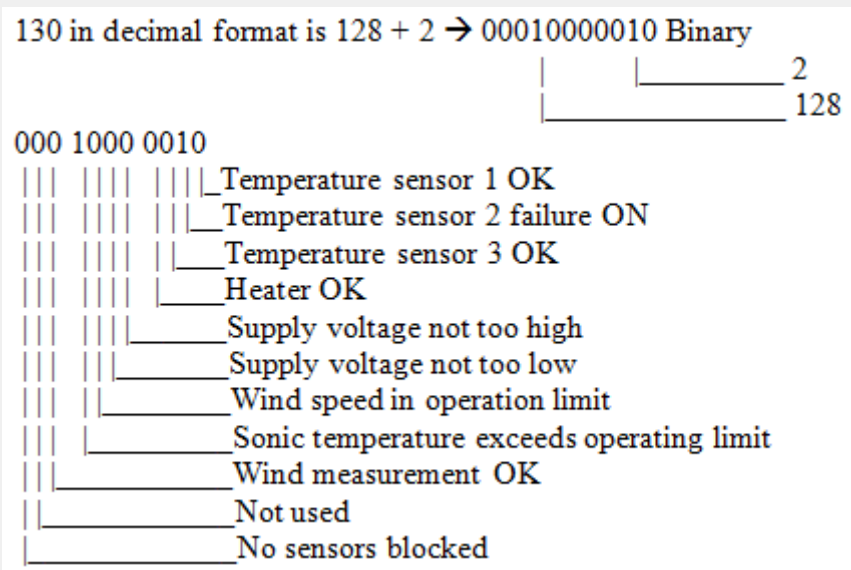 130 in decimal format is 128 + 2 → 00010000010 Binary
2
128
000 1000 0010
Temperature sensor 1 OK
Temperature sensor 2 failure ON
Temperature sensor 3 OK
Heater OK
Supply voltage not too high
Supply voltage not too low
Wind speed in operation limit
Sonic temperature exceeds operating limit
Wind measurement OK
Not used
No sensors blocked